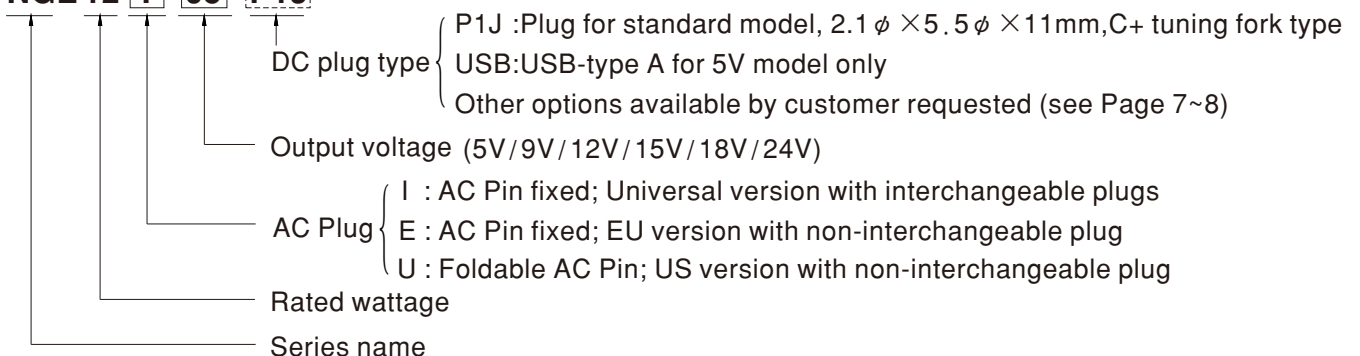 P1J :Plug for standard model, 2.1φ×5.5φ×11mm,C+ tuning fork type
DC plug type
USB:USB-type A for 5V model only
Other options available by customer requested (see Page 7~8)
Output voltage (5V/9V/12V/15V/18V/24V)
I : AC Pin fixed; Universal version with interchangeable plugs
AC Plug
E : AC Pin fixed; EU version with non-interchangeable plug
U : Foldable AC Pin; US version with non-interchangeable plug
Rated wattage
Series name